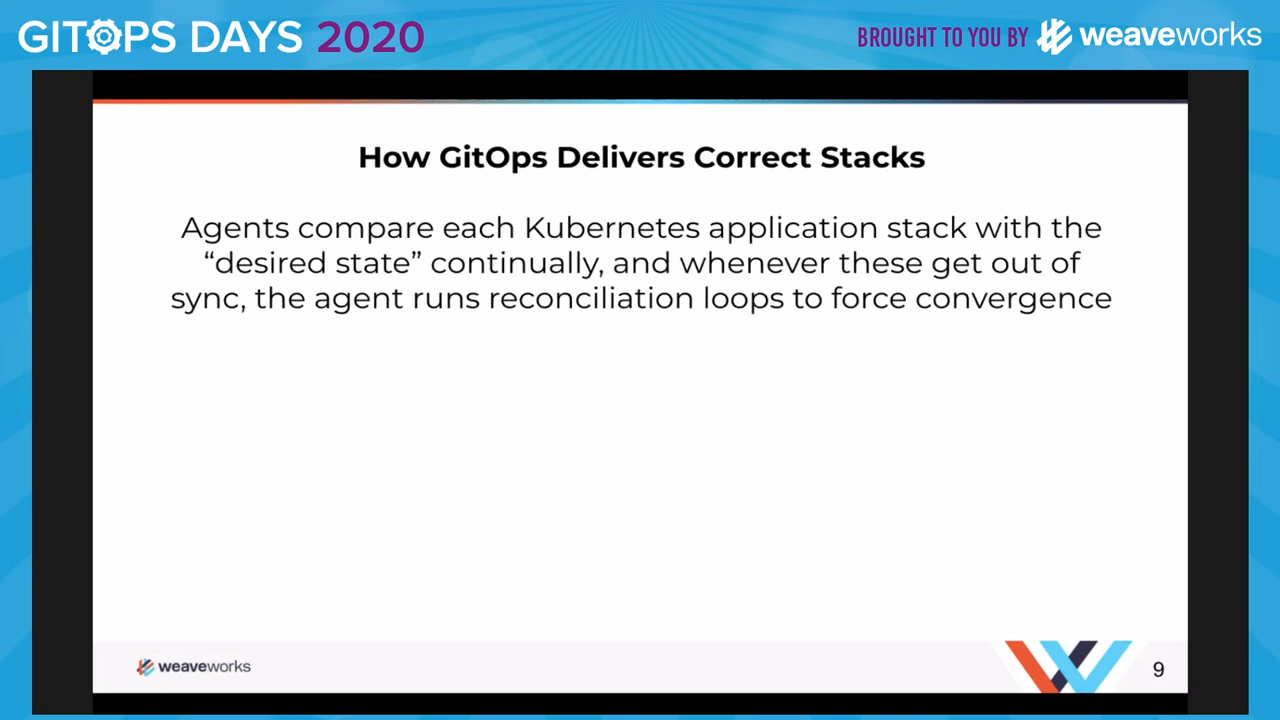 GITOPS DAYS 2020
BROUGHT TO YOU BY weaveworks
How GitOps Delivers Correct Stacks
Agents compare each Kubernetes application stack with the
“desired state” continually, and whenever these get out of
sync, the agent runs reconciliation loops to force convergence
weaveworks
9